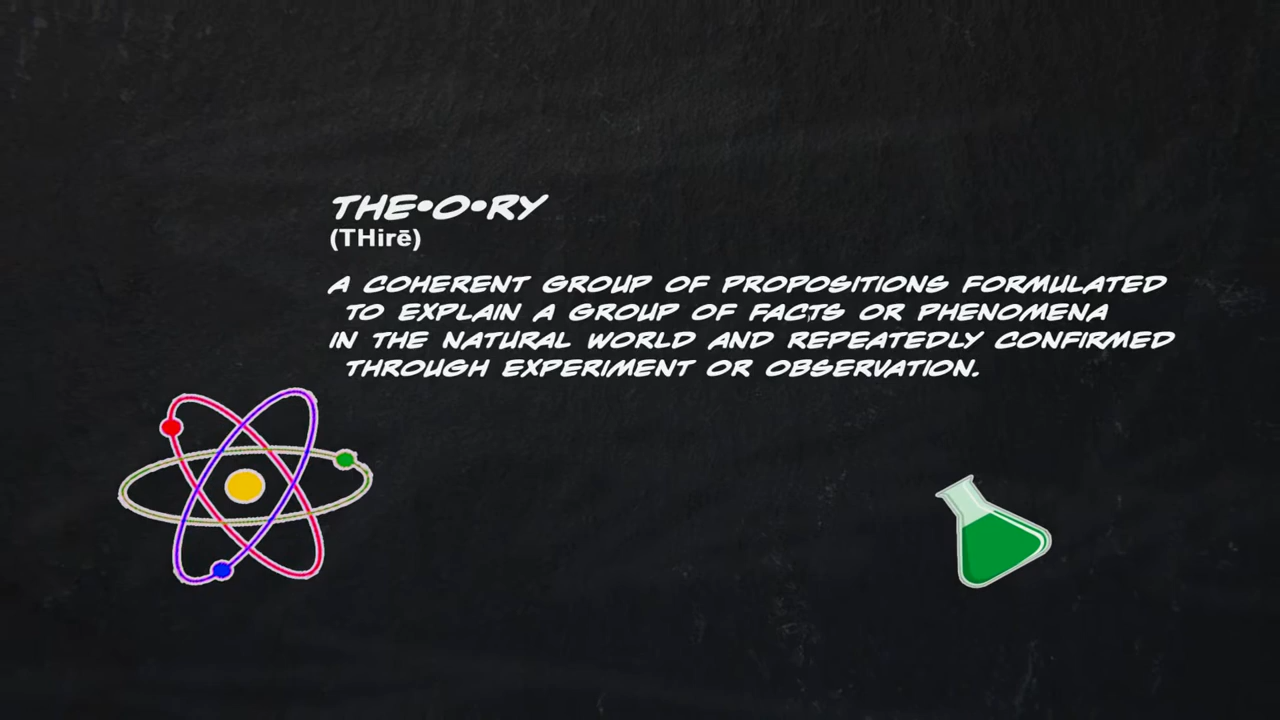 THE•O•RY
(THirē)
A COHERENT GROUP OF PROPOSITIONS FORMULATED
TO EXPLAIN A GROUP OF FACTS OR PHENOMENA
IN THE NATURAL WORLD AND REPEATEDLY CONFIRMED
THROUGH EXPERIMENT OR OBSERVATION.